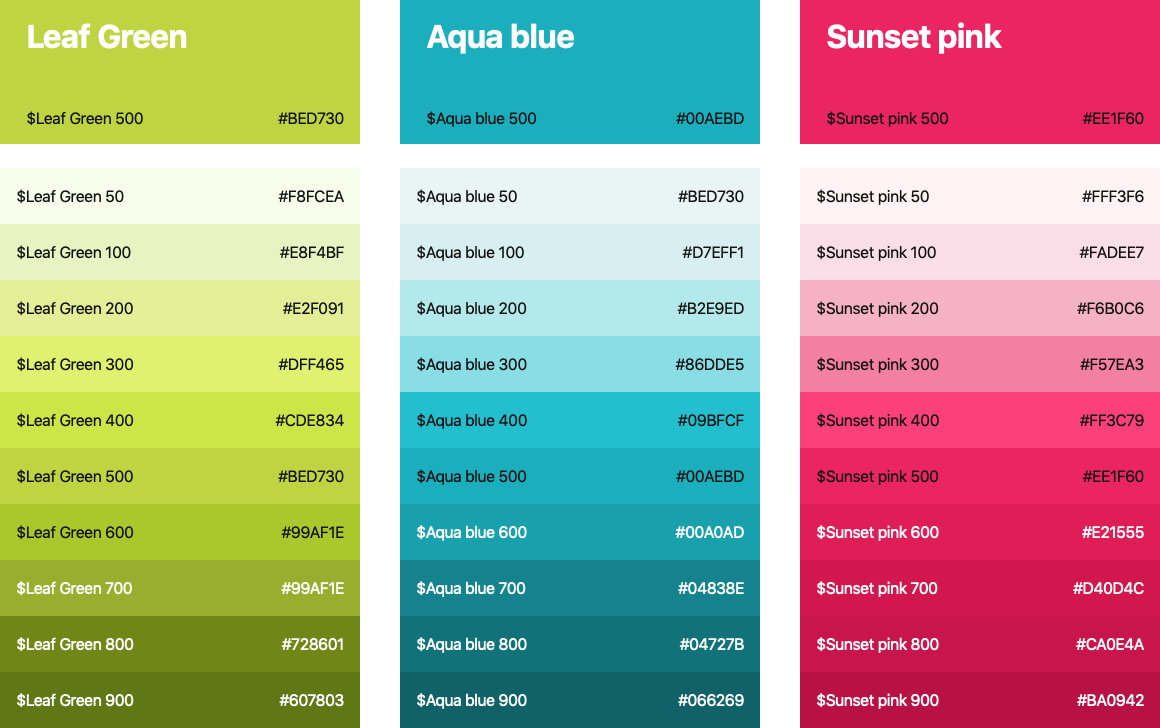 Leaf Green
$Leaf Green 500 #BED730
$Leaf Green 50 #F8FCEA
$Leaf Green 100 #E8F4BF
$Leaf Green 200 #E2F091
$Leaf Green 300 #DFF465
$Leaf Green 400 #CDE834
$Leaf Green 500 #BED730
$Leaf Green 600 #99AF1E
$Leaf Green 700 #99AF1E
$Leaf Green 800 #728601
$Leaf Green 900 #607803
Aqua blue
$Aqua blue 500 #00AEBD
$Aqua blue 50 #BED730
$Aqua blue 100 #D7EFF1
$Aqua blue 200 #B2E9ED
$Aqua blue 300 #86DDE5
$Aqua blue 400 #09BFCF
$Aqua blue 500 #00AEBD
$Aqua blue 600 #00A0AD
$Aqua blue 700 #04838E
$Aqua blue 800 #04727B
$Aqua blue 900 #066269
Sunset pink
$Sunset pink 500 #EE1F60
$Sunset pink 50 #FFF3F6
$Sunset pink 100 #FADEE7
$Sunset pink 200 #F6B0C6
$Sunset pink 300 #F57EA3
$Sunset pink 400 #FF3C79
$Sunset pink 500 #EE1F60
$Sunset pink 600 #E21555
$Sunset pink 700 #D40D4C
$Sunset pink 800 #CA0E4A
$Sunset pink 900 #BA0942